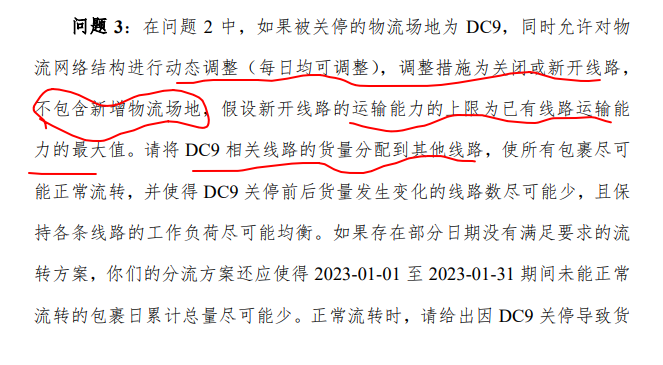 问题 3：在问题 2 中，如果被关停的物流场地为 DC9，同时允许对物
流网络结构进行动态调整（每日均可调整），调整措施为关闭或新开线路，
不包含新增物流场地，假设新开线路的运输能力的上限为已有线路运输能
力的最大值。请将 DC9 相关线路的货量分配到其他线路，使所有包裹尽可
能正常流转，并使得 DC9 关停前后货量发生变化的线路数尽可能少，且保
持各条线路的工作负荷尽可能均衡。如果存在部分日期没有满足要求的流
转方案，你们的分流方案还应使得 2023-01-01 至 2023-01-31 期间未能正常
流转的包裹日累计总量尽可能少。正常流转时，请给出因 DC9 关停导致货